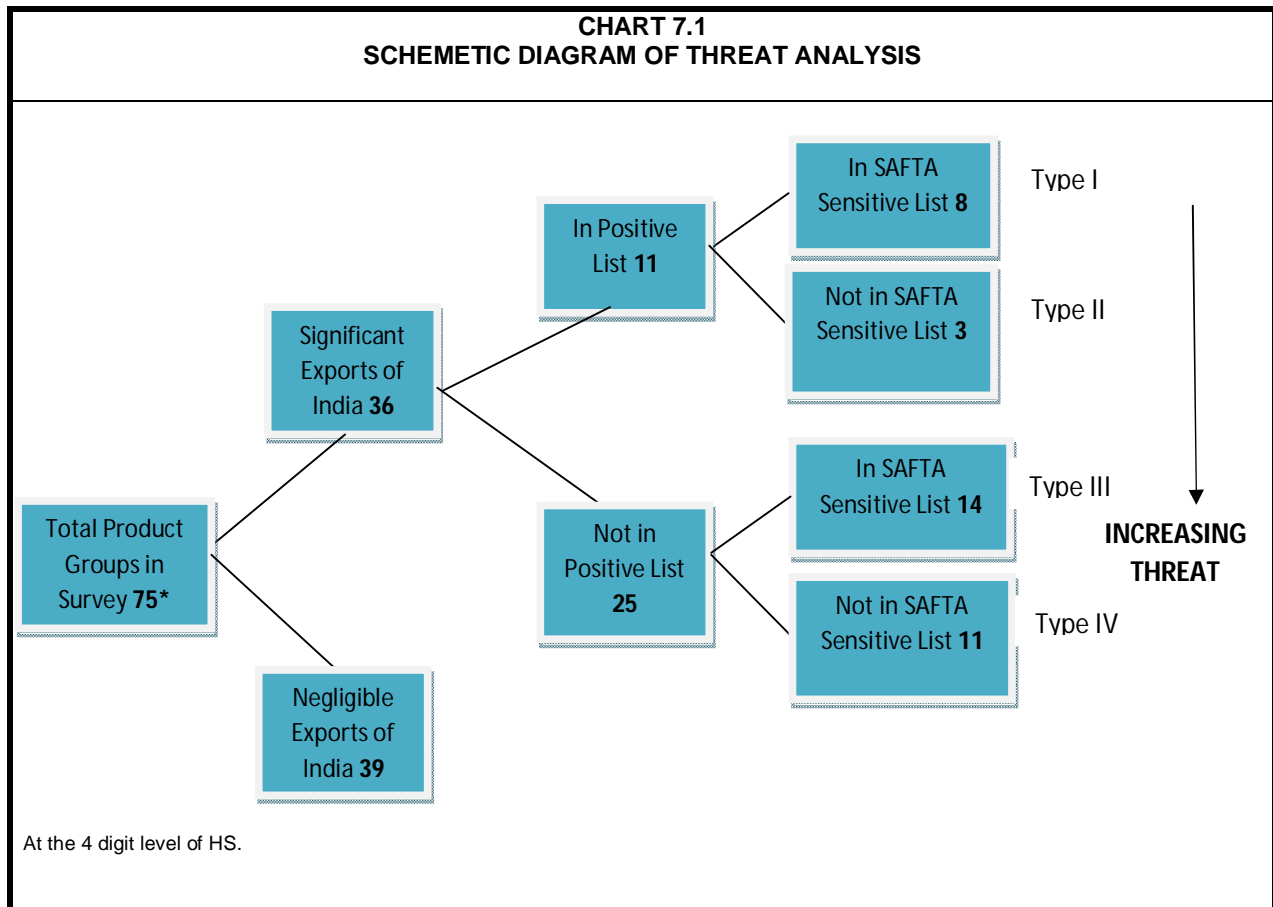 CHART 7.1
SCHEMETIC DIAGRAM OF THREAT ANALYSIS
In SAFTA
Sensitive List 8
Type I
In Positive
List 11
Not in SAFTA
Sensitive List 3
Type II
Significant
Exports of
India 36
In SAFTA
Sensitive List 14
Type III
Total Product
Groups in
Survey 75*
Not in
Positive List
25
INCREASING
THREAT
Not in SAFTA
Sensitive List 11
Type IV
Negligible
Exports of
India 39
At the 4 digit level of HS.